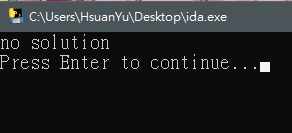 C:\Users\HsuanYu\Desktop\ida.exe
no solution
Press Enter to continue...